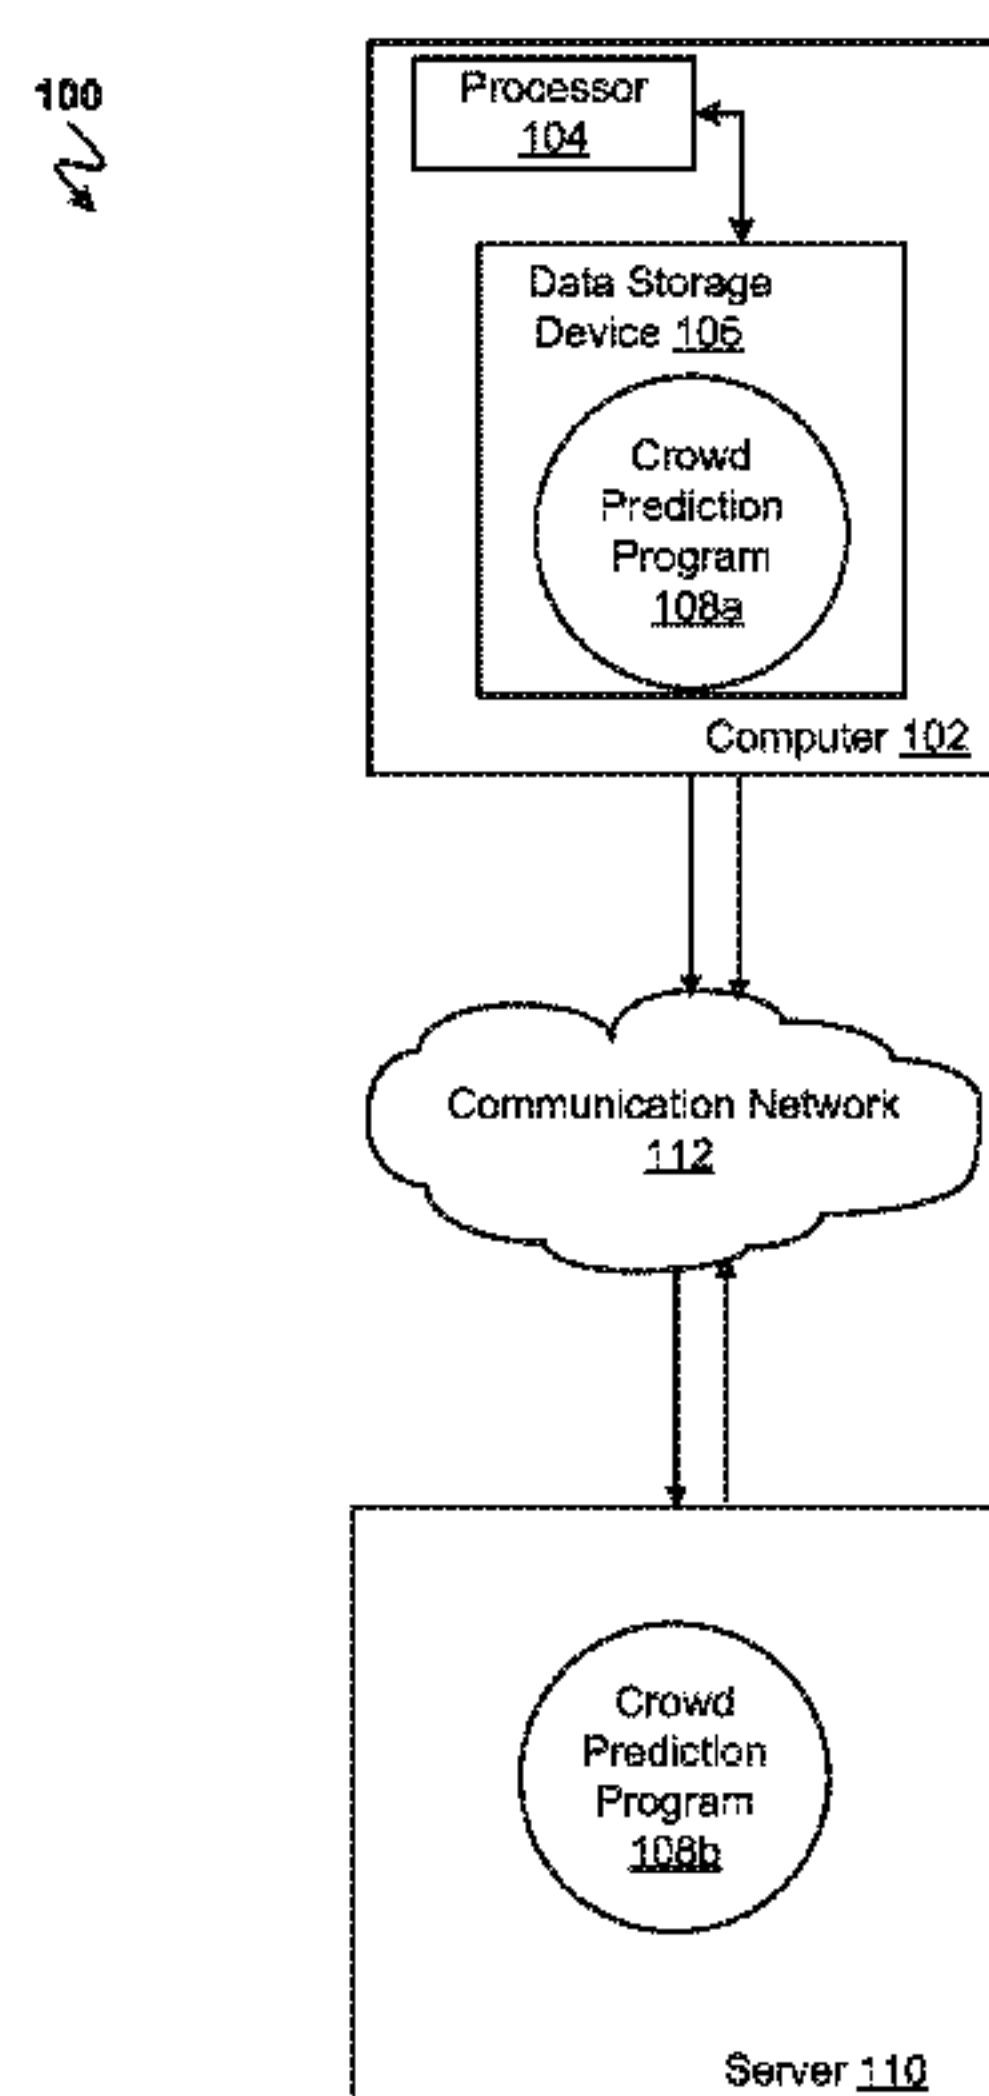 100
Processor
104
Data Storage
Device 106
Crowd
Prediction
Program
108a
Computer 102
Communication Network
112
Crowd
Prediction
Program
108b
Server 110